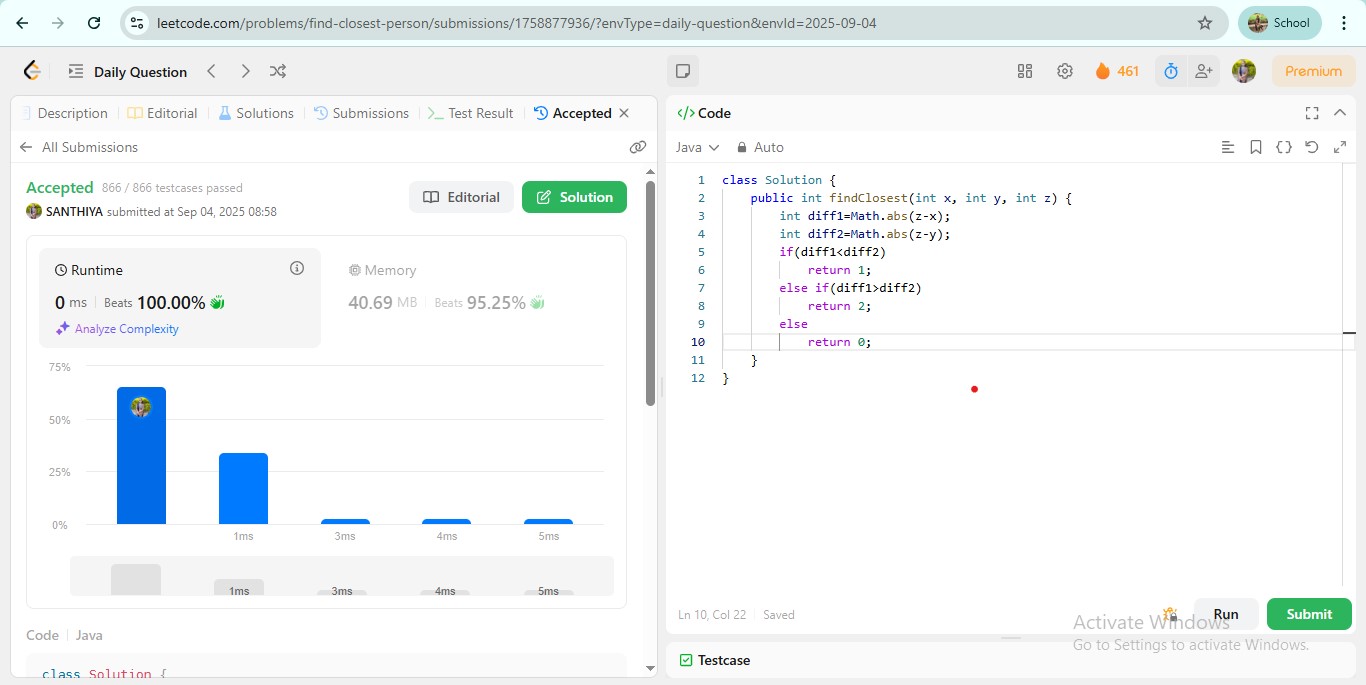 leetcode.com/problems/find-closest-person/submissions/1758877936/?envType=daily-question&envId=2025-09-04
School
Daily Question
461
Premium
Description
Editorial
Solutions
Submissions
Test Result
Accepted
All Submissions
Accepted 866 / 866 testcases passed
SANTHIYA submitted at Sep 04, 2025 08:58
Editorial
Solution
Runtime
0 ms Beats 100.00%
Analyze Complexity
Memory
40.69 MB Beats 95.25%
75%
50%
25%
0%
1ms
3ms
4ms
5ms
1ms
3ms
4ms
5ms
Code Java
class Solution {
</> Code
Java
Auto
1 class Solution {
2 public int findClosest(int x, int y, int z) {
3 int diff1=Math.abs(z-x);
4 int diff2=Math.abs(z-y);
5 if(diff1<diff2)
6 return 1;
7 else if(diff1>diff2)
8 return 2;
9 else
10 return 0;
11 }
12 }
Ln 10, Col 22 Saved
Run
Submit
Activate Windows
Go to Settings to activate Windows.
Testcase